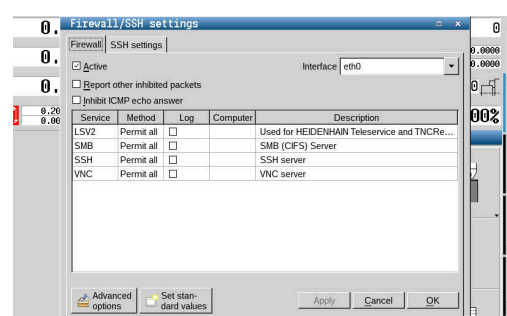 Firewall/SSH settings
Firewall SSH settings
Active
Interface eth0
Report other inhibited packets
Inhibit ICMP echo answer
Service Method Log Computer Description
LSV2 Permit all Used for HEIDENHAIN Teleservice and TNCRe...
SMB Permit all SMB (CIFS) Server
SSH Permit all SSH server
VNC Permit all VNC server
Advanced options
Set stan-
dard values
Apply Cancel OK
0.
0.
0.
0.20
0.00
0
0.0000
0.0000
0
00%